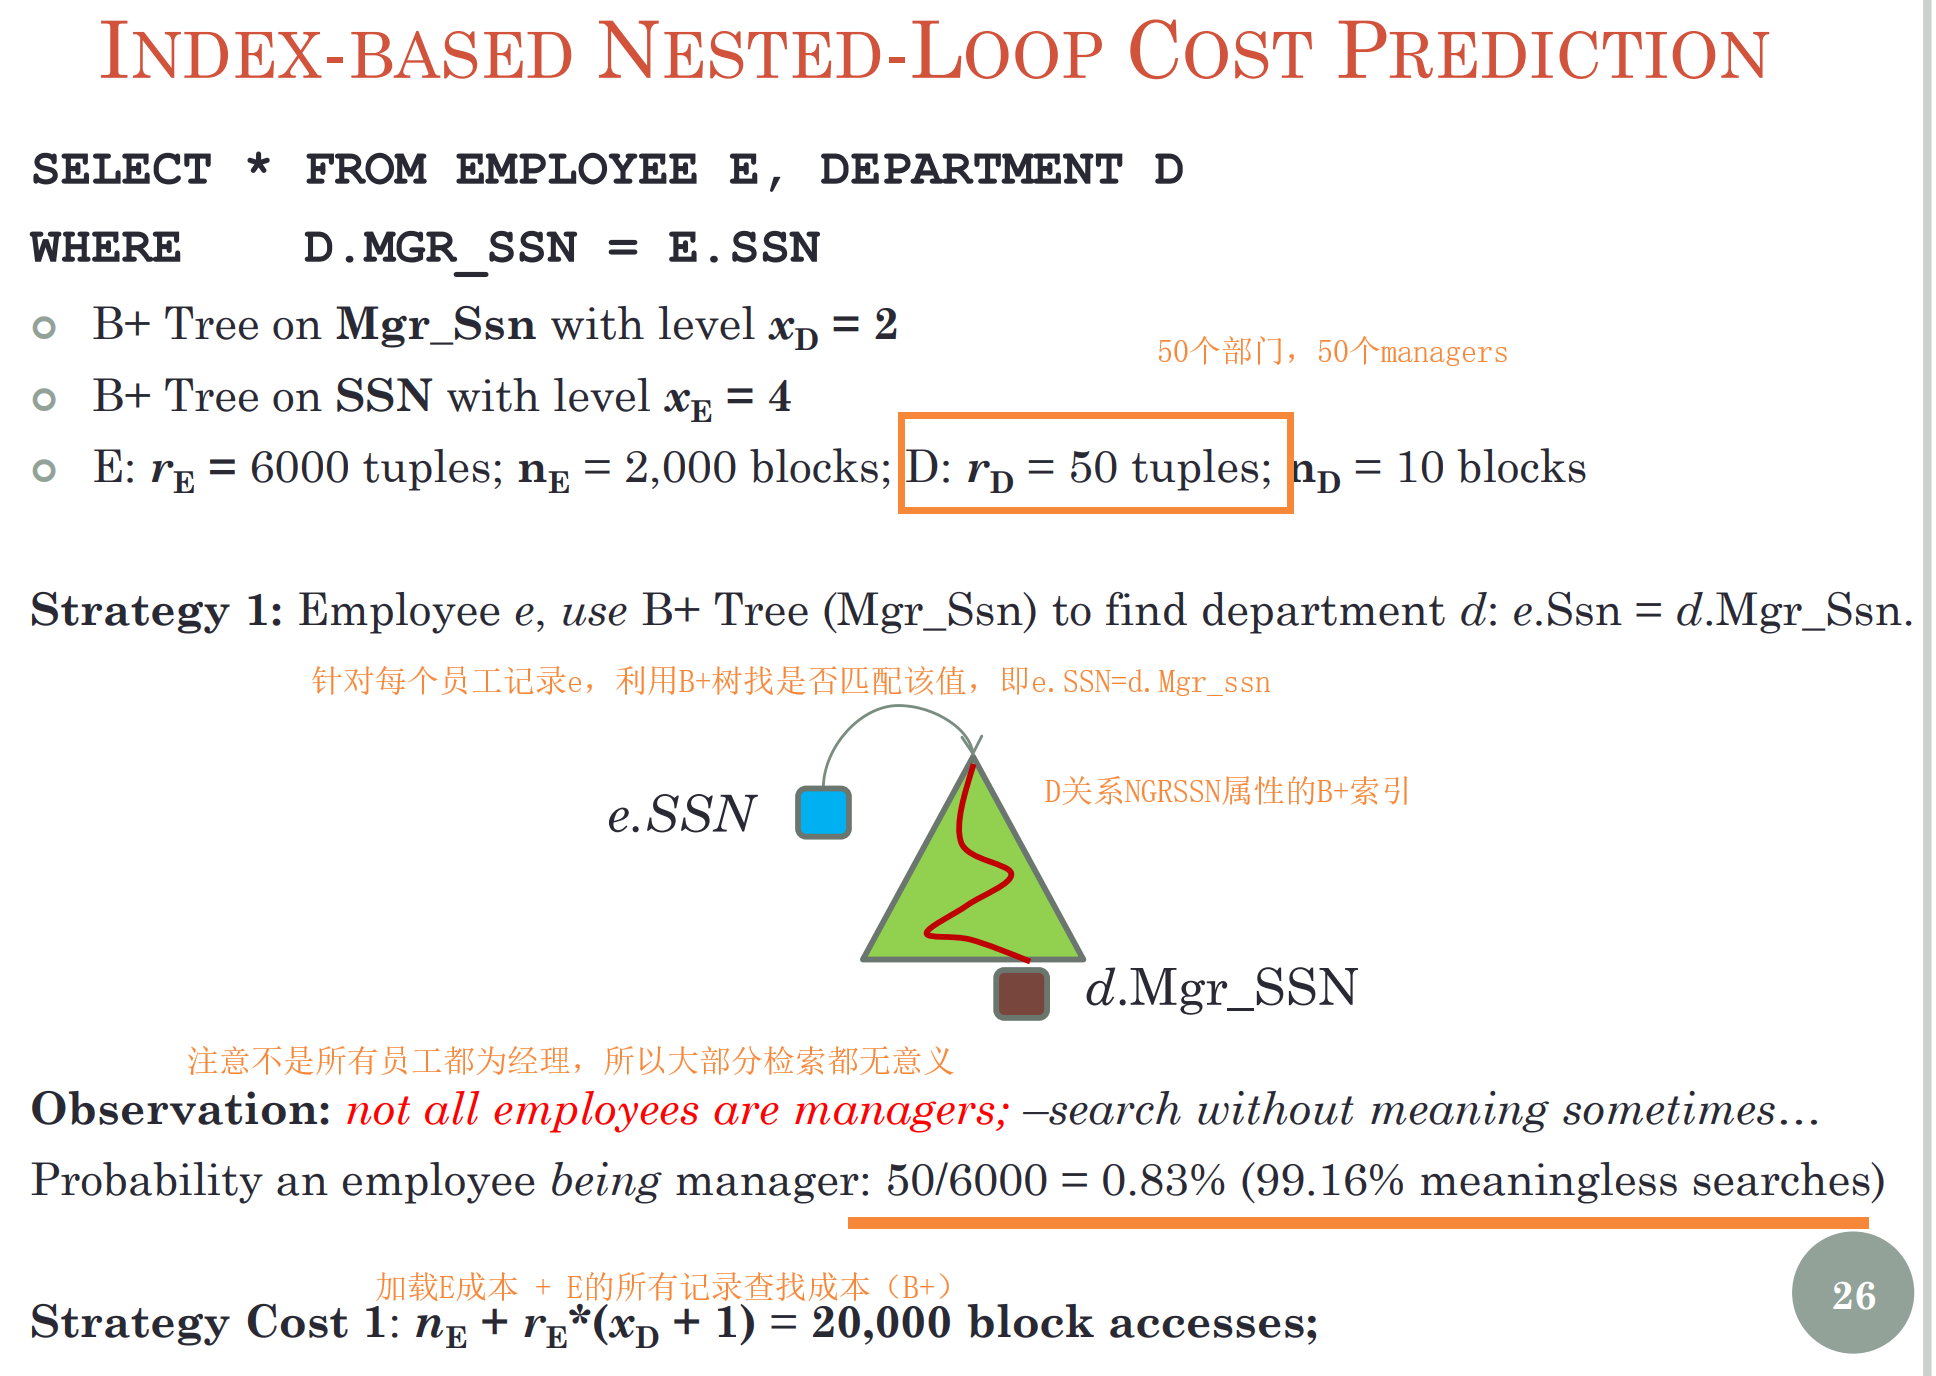 INDEX-BASED NESTED-LOOP COST PREDICTION
SELECT * FROM EMPLOYEE E, DEPARTMENT D
WHERE D.MGR_SSN = E.SSN
B+ Tree on Mgr_Ssn with level xD = 2
50个部门，50个managers
B+ Tree on SSN with level xE = 4
E: rE = 6000 tuples; nE = 2,000 blocks; D: rD = 50 tuples; nD = 10 blocks
Strategy 1: Employee e, use B+ Tree (Mgr_Ssn) to find department d: e.Ssn = d.Mgr_Ssn.
针对每个员工记录e，利用B+树找是否匹配该值，即e.SSN=d.Mgr_ssn
D关系NGRSSN属性的B+索引
e.SSN
d.Mgr_SSN
注意不是所有员工都为经理，所以大部分检索都无意义
Observation: not all employees are managers; –search without meaning sometimes…
Probability an employee being manager: 50/6000 = 0.83% (99.16% meaningless searches)
加载E成本 + E的所有记录查找成本（B+）
Strategy Cost 1: nE + rE*(xD + 1) = 20,000 block accesses;
26